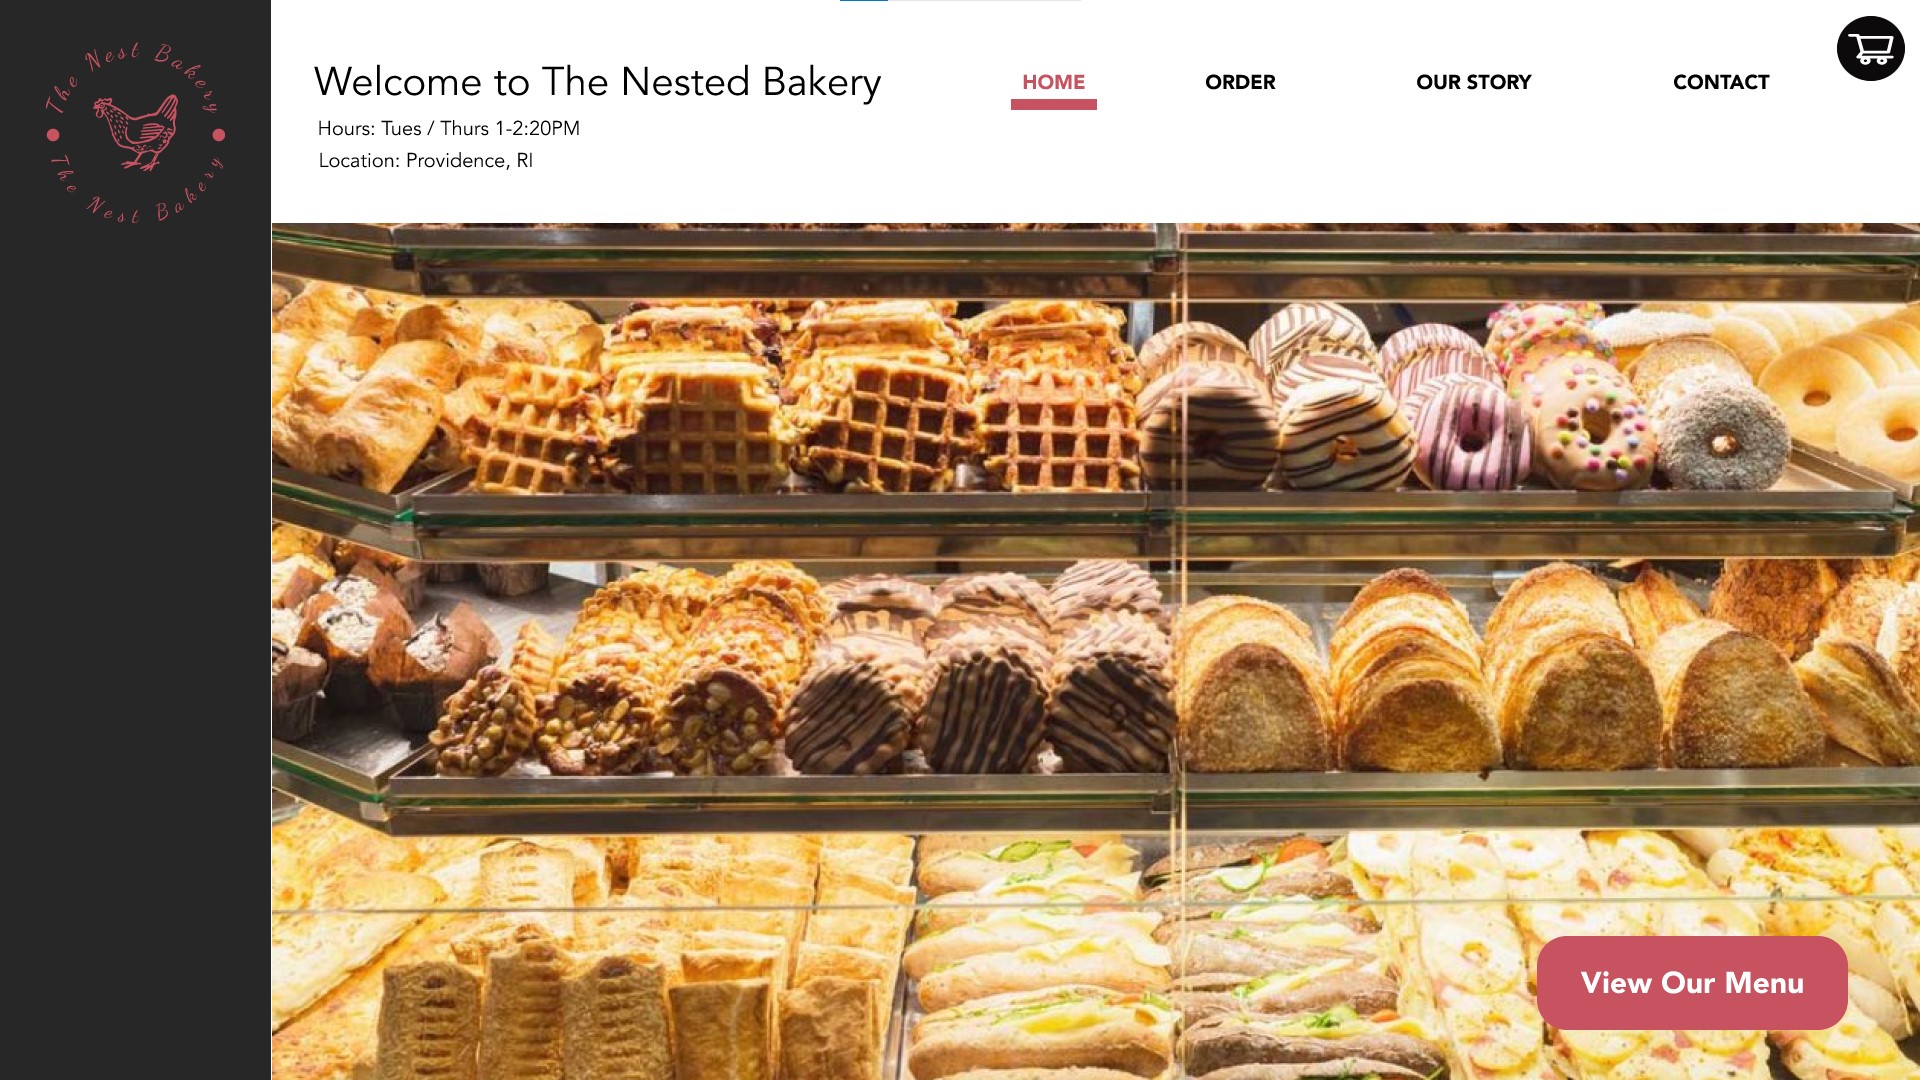 The Nest Bakery
The Nest Bakery
Welcome to The Nested Bakery
Hours: Tues / Thurs 1-2:20PM
Location: Providence, RI
HOME
ORDER
OUR STORY
CONTACT
View Our Menu